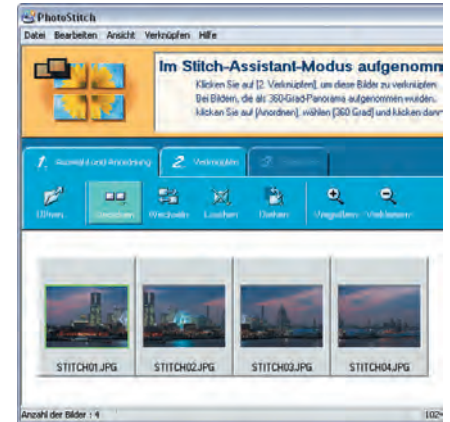 PhotoStitch
Datei Bearbeiten Ansicht Verknüpfen Hilfe
Im Stitch-Assistant-Modus aufgenomm
Klicken Sie auf [2. Verknüpfen], um diese Bilder zu verknüpfen
Bei Bildern, die als 360-Grad-Panorama aufgenommen wurden,
klicken Sie auf [Anordnen], wählen [360 Grad] und klicken dann
1. Auswahl und Anordnung 2. Verknüpfen 3.
Öffnen... Wechseln Löschen Drehen Vergrößern Verkleinern
STITCH01.JPG STITCH02.JPG STITCH03.JPG STITCH04.JPG
Anzahl der Bilder : 4 102